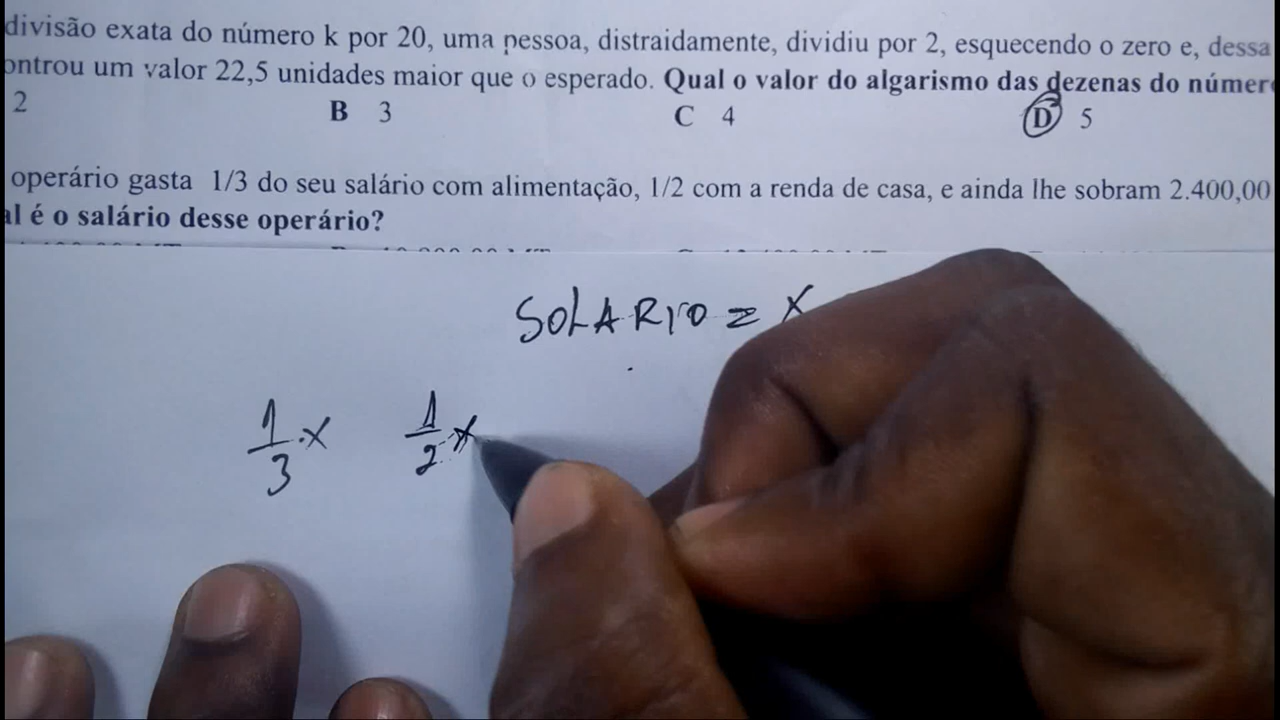 divisão exata do número k por 20, uma pessoa, distraidamente, dividiu por 2, esquecendo o zero e, dessa
ontrou um valor 22,5 unidades maior que o esperado. Qual o valor do algarismo das dezenas do número
2 B 3 C 4 D 5
operário gasta 1/3 do seu salário com alimentação, 1/2 com a renda de casa, e ainda lhe sobram 2.400,00
al é o salário desse operário?
SOLARIO = X
1/3 · x 1/2 · x